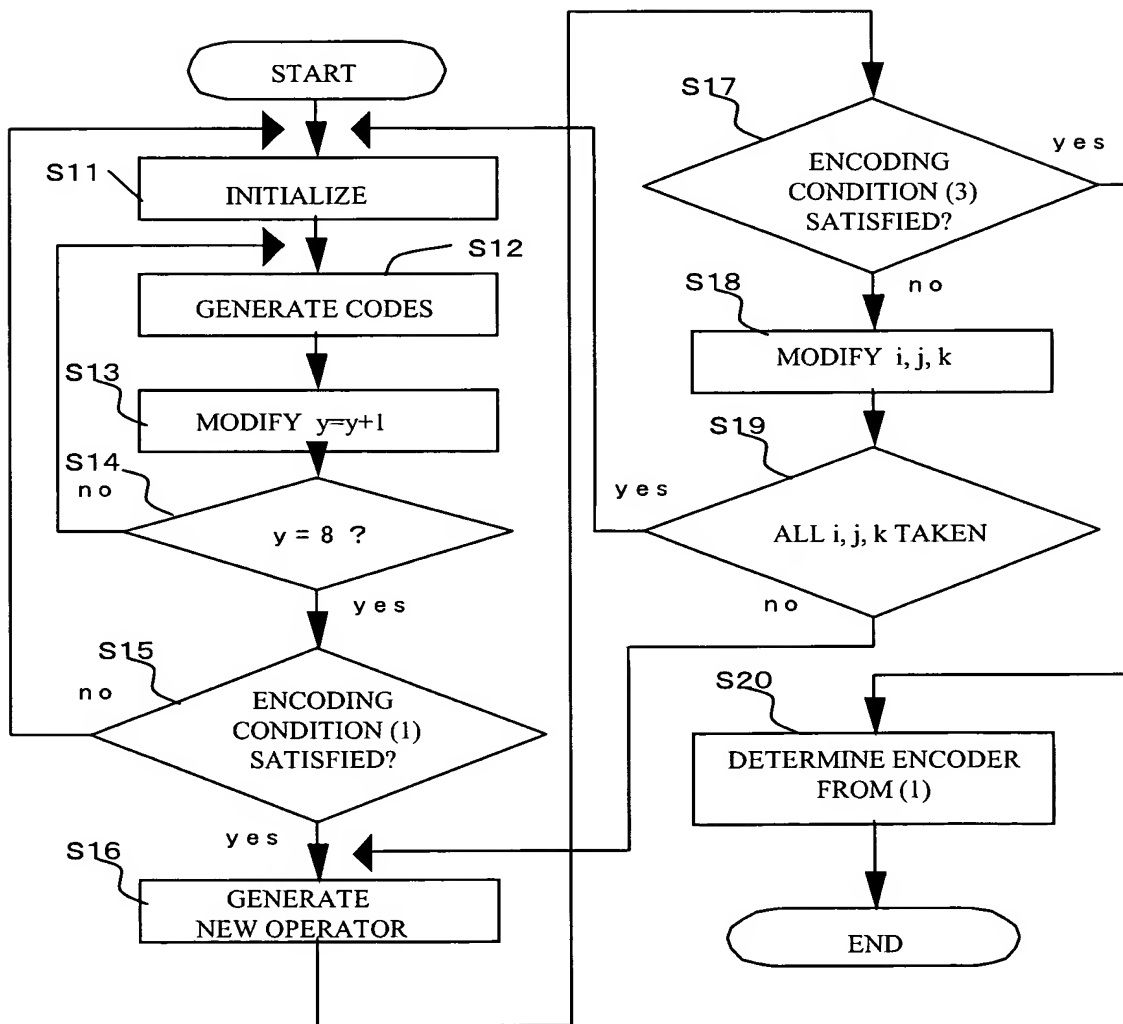 START
S11
INITIALIZE
S12
GENERATE CODES
S13
MODIFY y=y+1
S14
no
y = 8 ?
yes
S15
no
ENCODING
CONDITION (1)
SATISFIED?
yes
S16
GENERATE
NEW OPERATOR
S17
yes
ENCODING
CONDITION (3)
SATISFIED?
no
S18
MODIFY i, j, k
S19
yes
ALL i, j, k TAKEN
no
S20
DETERMINE ENCODER
FROM (1)
END